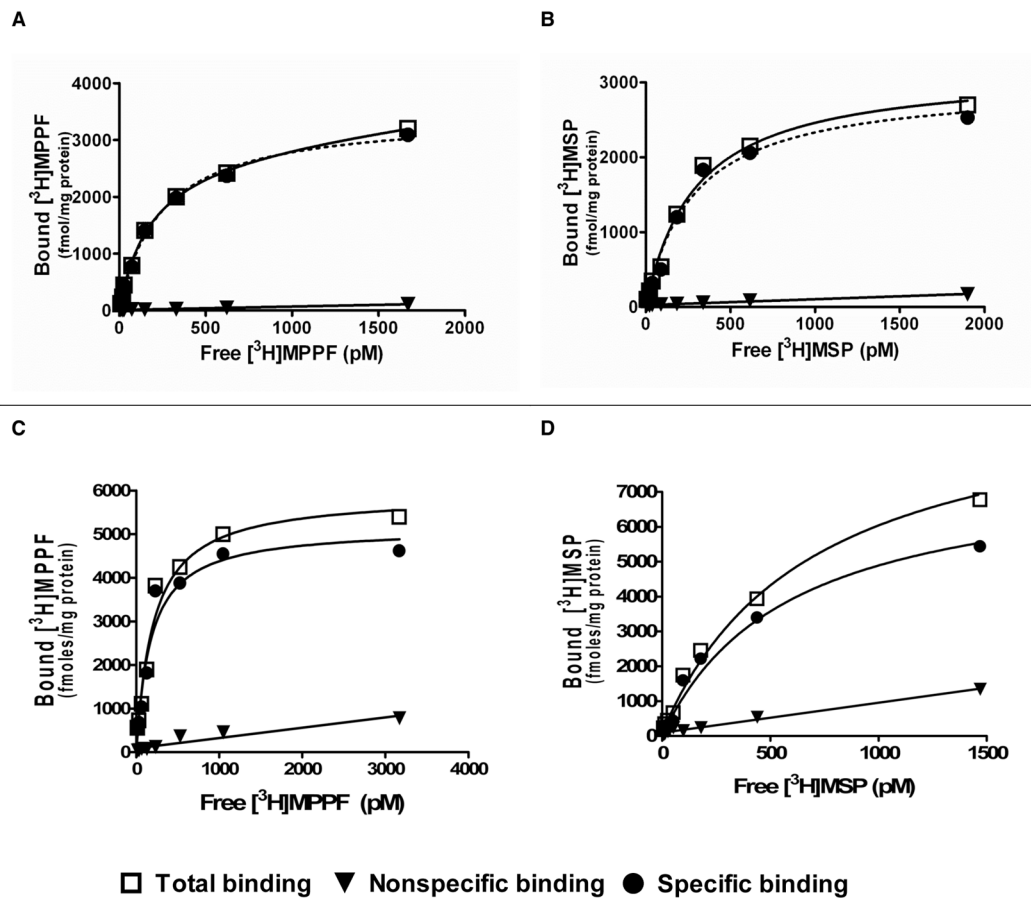 A
B
4000
3000
2000
1000
0
Bound [³H]MPPF
(fmol/mg protein)
0 500 1000 1500 2000
Free [³H]MPPF (pM)
3000
2000
1000
0
Bound [³H]MSP
(fmol/mg protein)
0 500 1000 1500 2000
Free [³H]MSP (pM)
C
D
6000
5000
4000
3000
2000
1000
0
Bound [³H]MPPF
(fmoles/mg protein)
0 1000 2000 3000 4000
Free [³H]MPPF (pM)
7000
6000
5000
4000
3000
2000
1000
0
Bound [³H]MSP
(fmoles/mg protein)
0 500 1000 1500
Free [³H]MSP (pM)
Total binding Nonspecific binding Specific binding